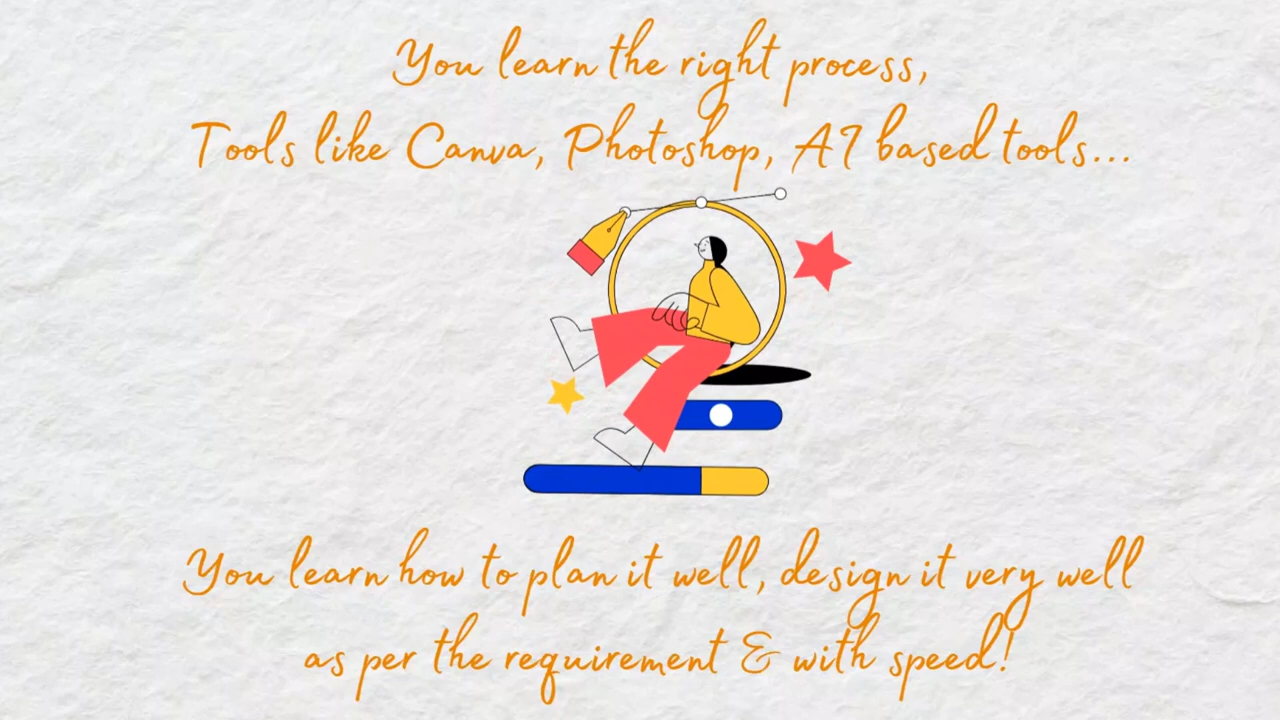 You learn the right process,
Tools like Canva, Photoshop, AI based tools...
You learn how to plan it well, design it very well
as per the requirement & with speed!